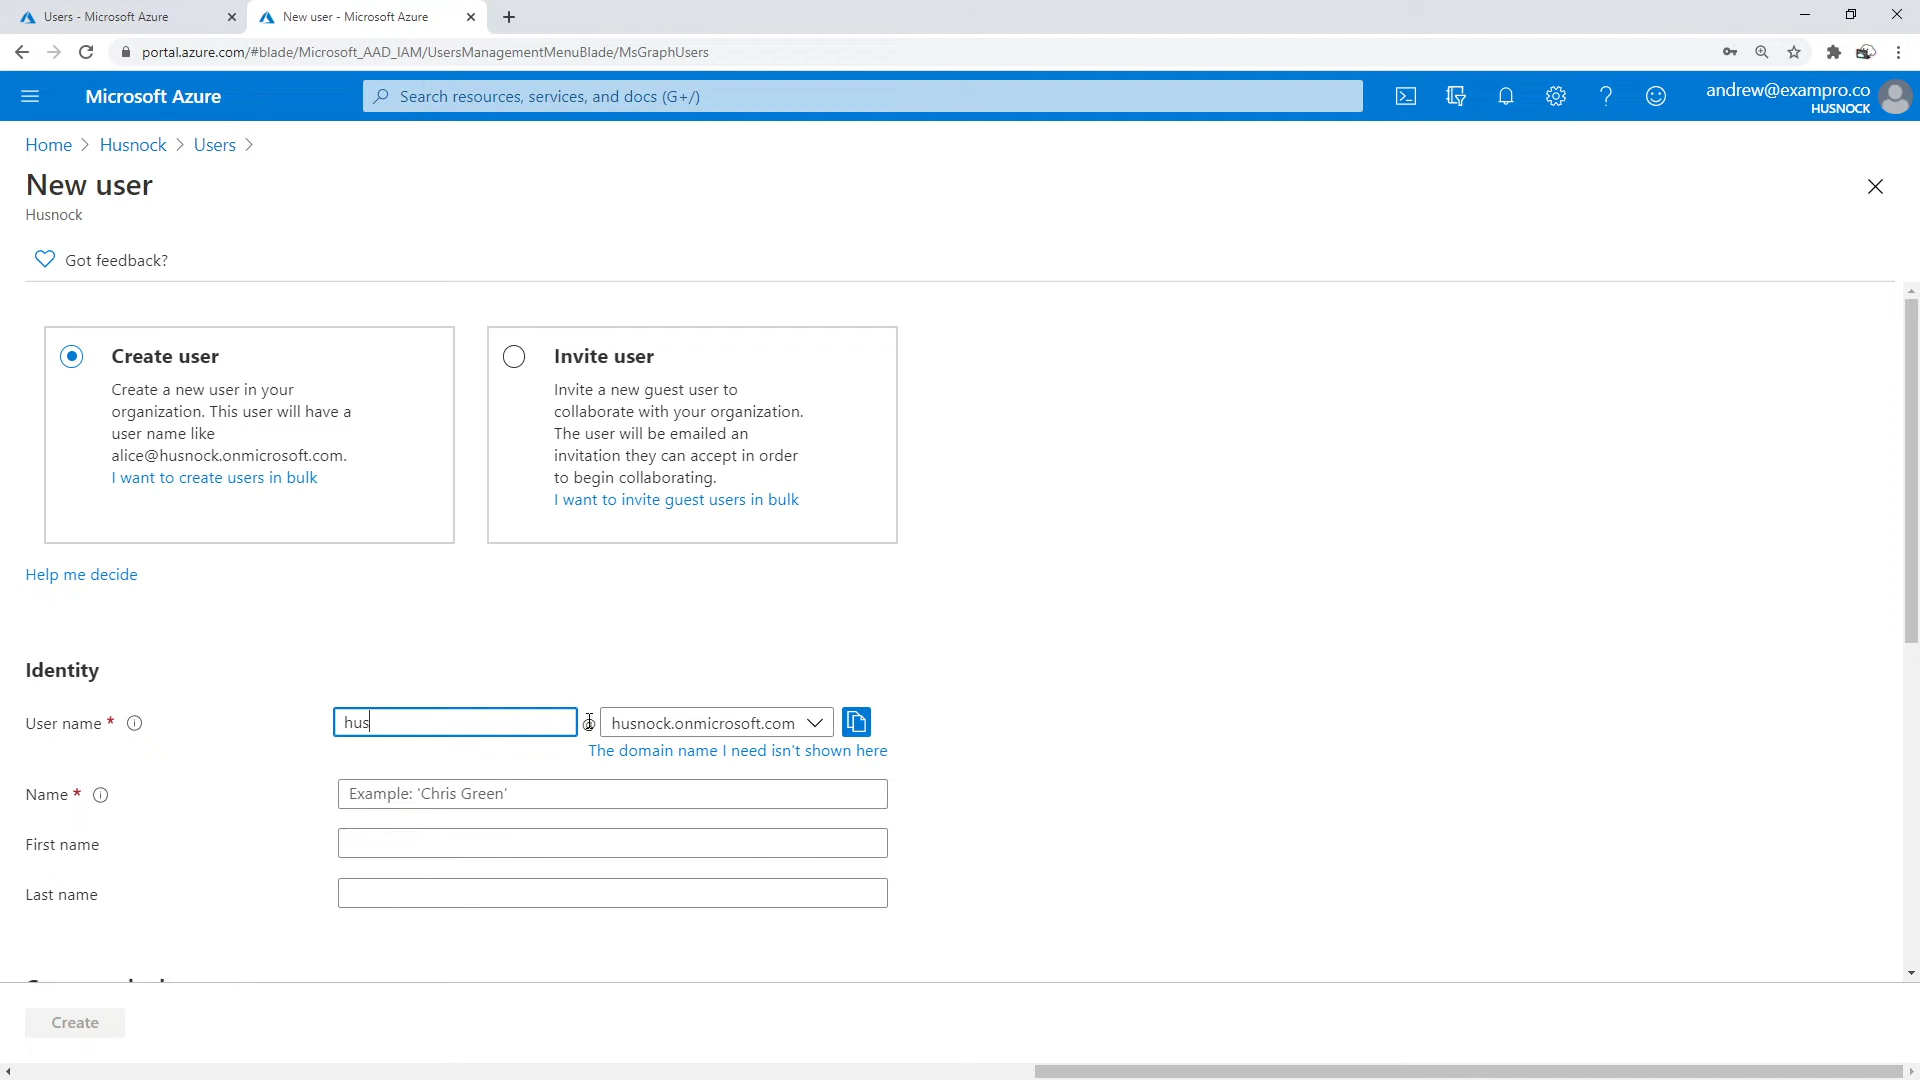 Users - Microsoft Azure
New user - Microsoft Azure
portal.azure.com/#blade/Microsoft_AAD_IAM/UsersManagementMenuBlade/MsGraphUsers
Microsoft Azure
Search resources, services, and docs (G+/)
andrew@exampro.co
HUSNOCK
Home > Husnock > Users >
New user
Husnock
Got feedback?
Create user
Create a new user in your
organization. This user will have a
user name like
alice@husnock.onmicrosoft.com.
I want to create users in bulk
Invite user
Invite a new guest user to
collaborate with your organization.
The user will be emailed an
invitation they can accept in order
to begin collaborating.
I want to invite guest users in bulk
Help me decide
Identity
User name *
hus
@
husnock.onmicrosoft.com
The domain name I need isn't shown here
Name *
Example: 'Chris Green'
First name
Last name
Create